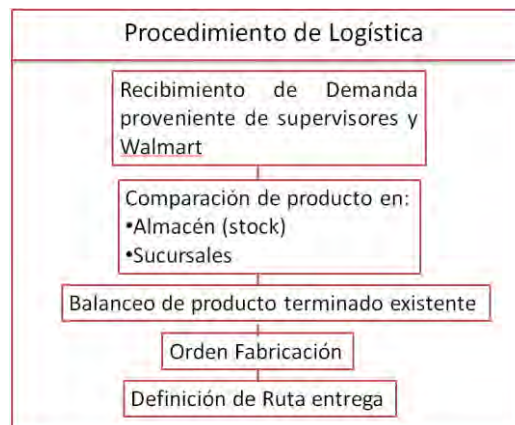 Procedimiento de Logística
Recibimiento de Demanda
proveniente de supervisores y
Walmart
Comparación de producto en:
•Almacén (stock)
•Sucursales
Balanceo de producto terminado existente
Orden Fabricación
Definición de Ruta entrega